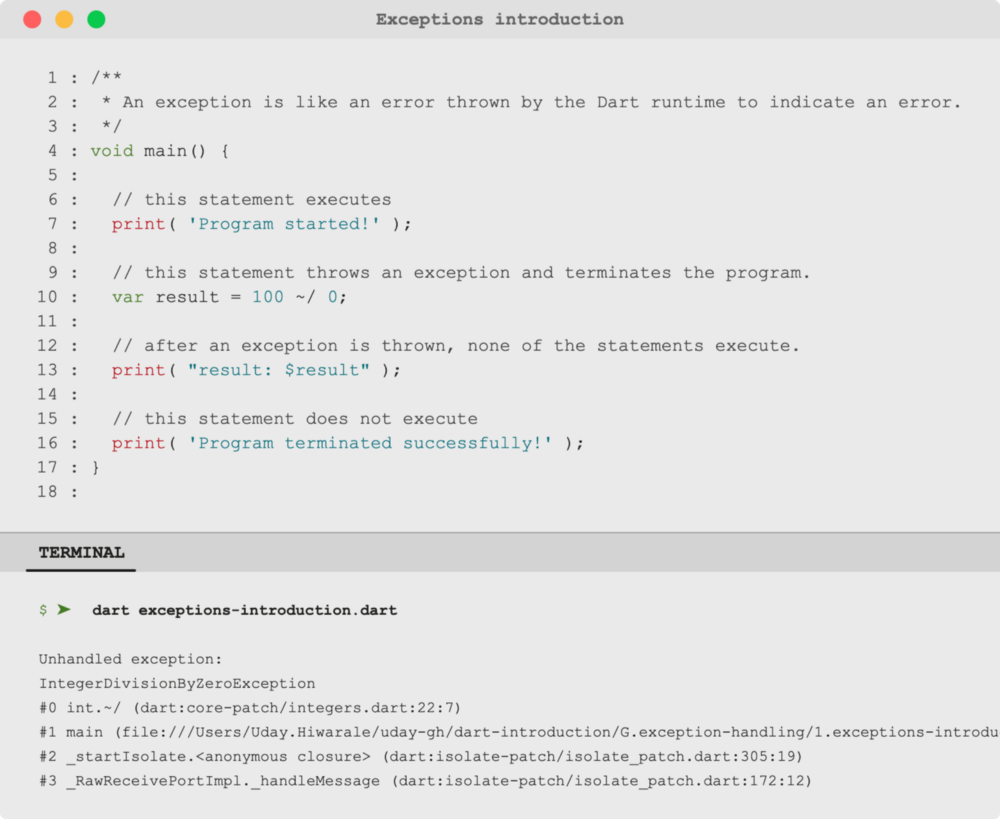 Exceptions introduction
1 : /**
2 :  * An exception is like an error thrown by the Dart runtime to indicate an error.
3 :  */
4 : void main() {
5 :
6 :   // this statement executes
7 :   print( 'Program started!' );
8 :
9 :   // this statement throws an exception and terminates the program.
10 :   var result = 100 ~/ 0;
11 :
12 :   // after an exception is thrown, none of the statements execute.
13 :   print( "result: $result" );
14 :
15 :   // this statement does not execute
16 :   print( 'Program terminated successfully!' );
17 : }
18 :
TERMINAL
$ ➤ dart exceptions-introduction.dart
Unhandled exception:
IntegerDivisionByZeroException
#0 int.~/ (dart:core-patch/integers.dart:22:7)
#1 main (file:///Users/Uday.Hiwarale/uday-gh/dart-introduction/G.exception-handling/1.exceptions-introdu
#2 _startIsolate.<anonymous closure> (dart:isolate-patch/isolate_patch.dart:305:19)
#3 _RawReceivePortImpl._handleMessage (dart:isolate-patch/isolate_patch.dart:172:12)